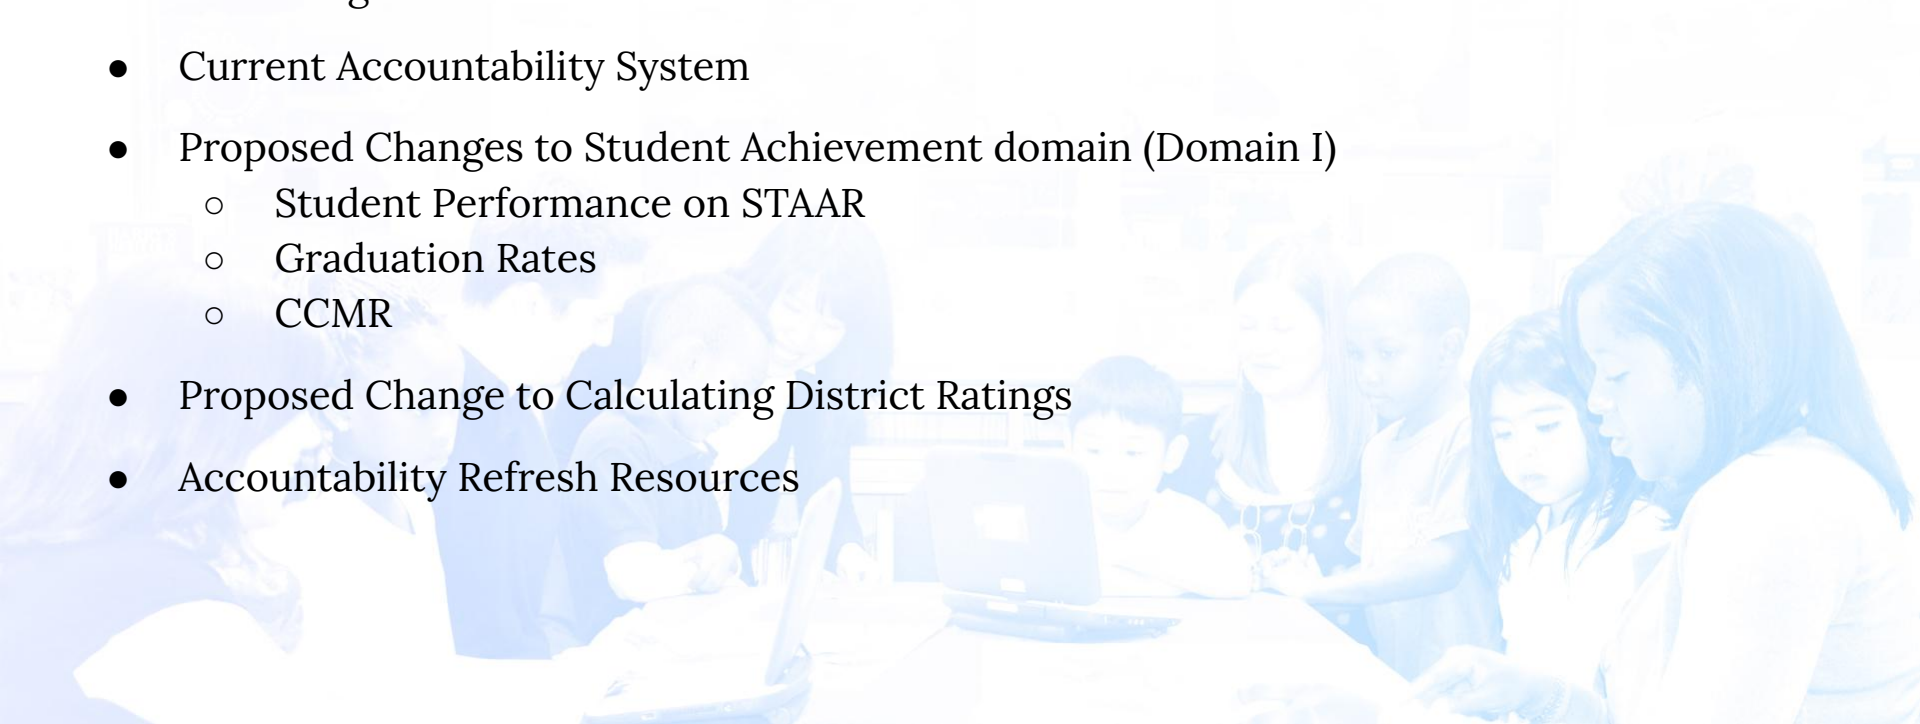 ● Current Accountability System
● Proposed Changes to Student Achievement domain (Domain I)
○ Student Performance on STAAR
○ Graduation Rates
○ CCMR
● Proposed Change to Calculating District Ratings
● Accountability Refresh Resources